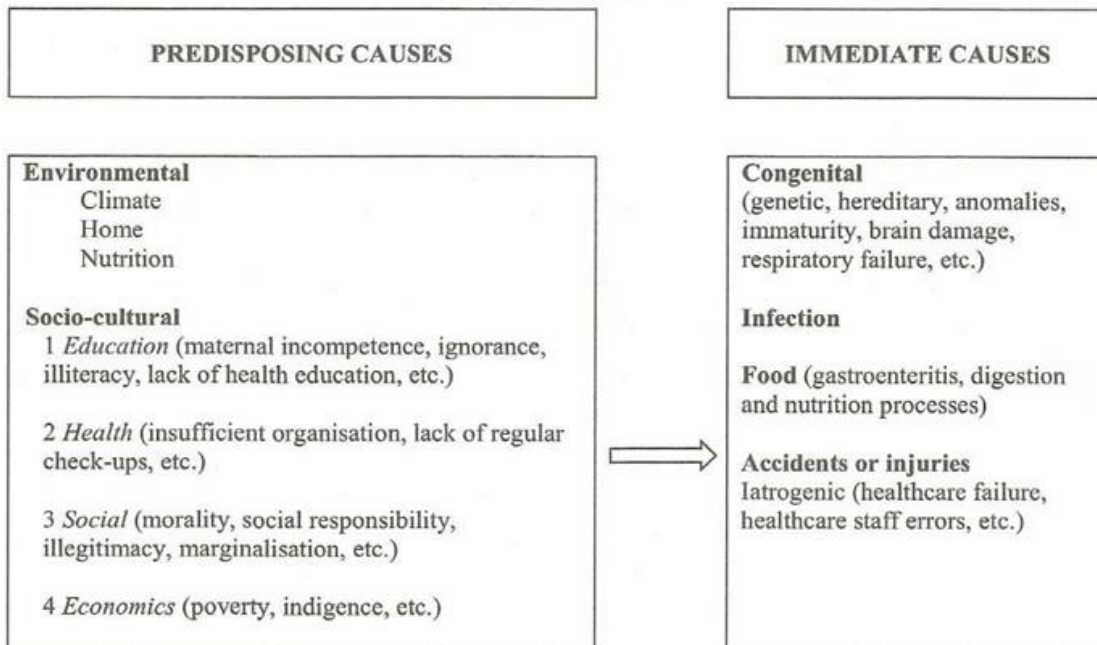 PREDISPOSING CAUSES
IMMEDIATE CAUSES
Environmental
Climate
Home
Nutrition
Socio-cultural
1 Education (maternal incompetence, ignorance,
illiteracy, lack of health education, etc.)
2 Health (insufficient organisation, lack of regular
check-ups, etc.)
3 Social (morality, social responsibility,
illegitimacy, marginalisation, etc.)
4 Economics (poverty, indigence, etc.)
Congenital
(genetic, hereditary, anomalies,
immaturity, brain damage,
respiratory failure, etc.)
Infection
Food (gastroenteritis, digestion
and nutrition processes)
Accidents or injuries
Iatrogenic (healthcare failure,
healthcare staff errors, etc.)